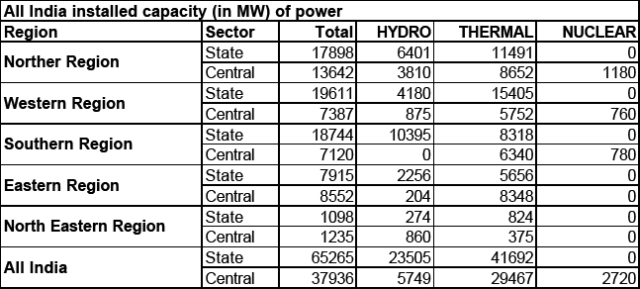 All India installed capacity (in MW) of power
Region Sector Total HYDRO THERMAL NUCLEAR
Norther Region State 17898 6401 11491 0
Central 13642 3810 8652 1180
Western Region State 19611 4180 15405 0
Central 7387 875 5752 760
Southern Region State 18744 10395 8318 0
Central 7120 0 6340 780
Eastern Region State 7915 2256 5656 0
Central 8552 204 8348 0
North Eastern Region State 1098 274 824 0
Central 1235 860 375 0
All India State 65265 23505 41692 0
Central 37936 5749 29467 2720